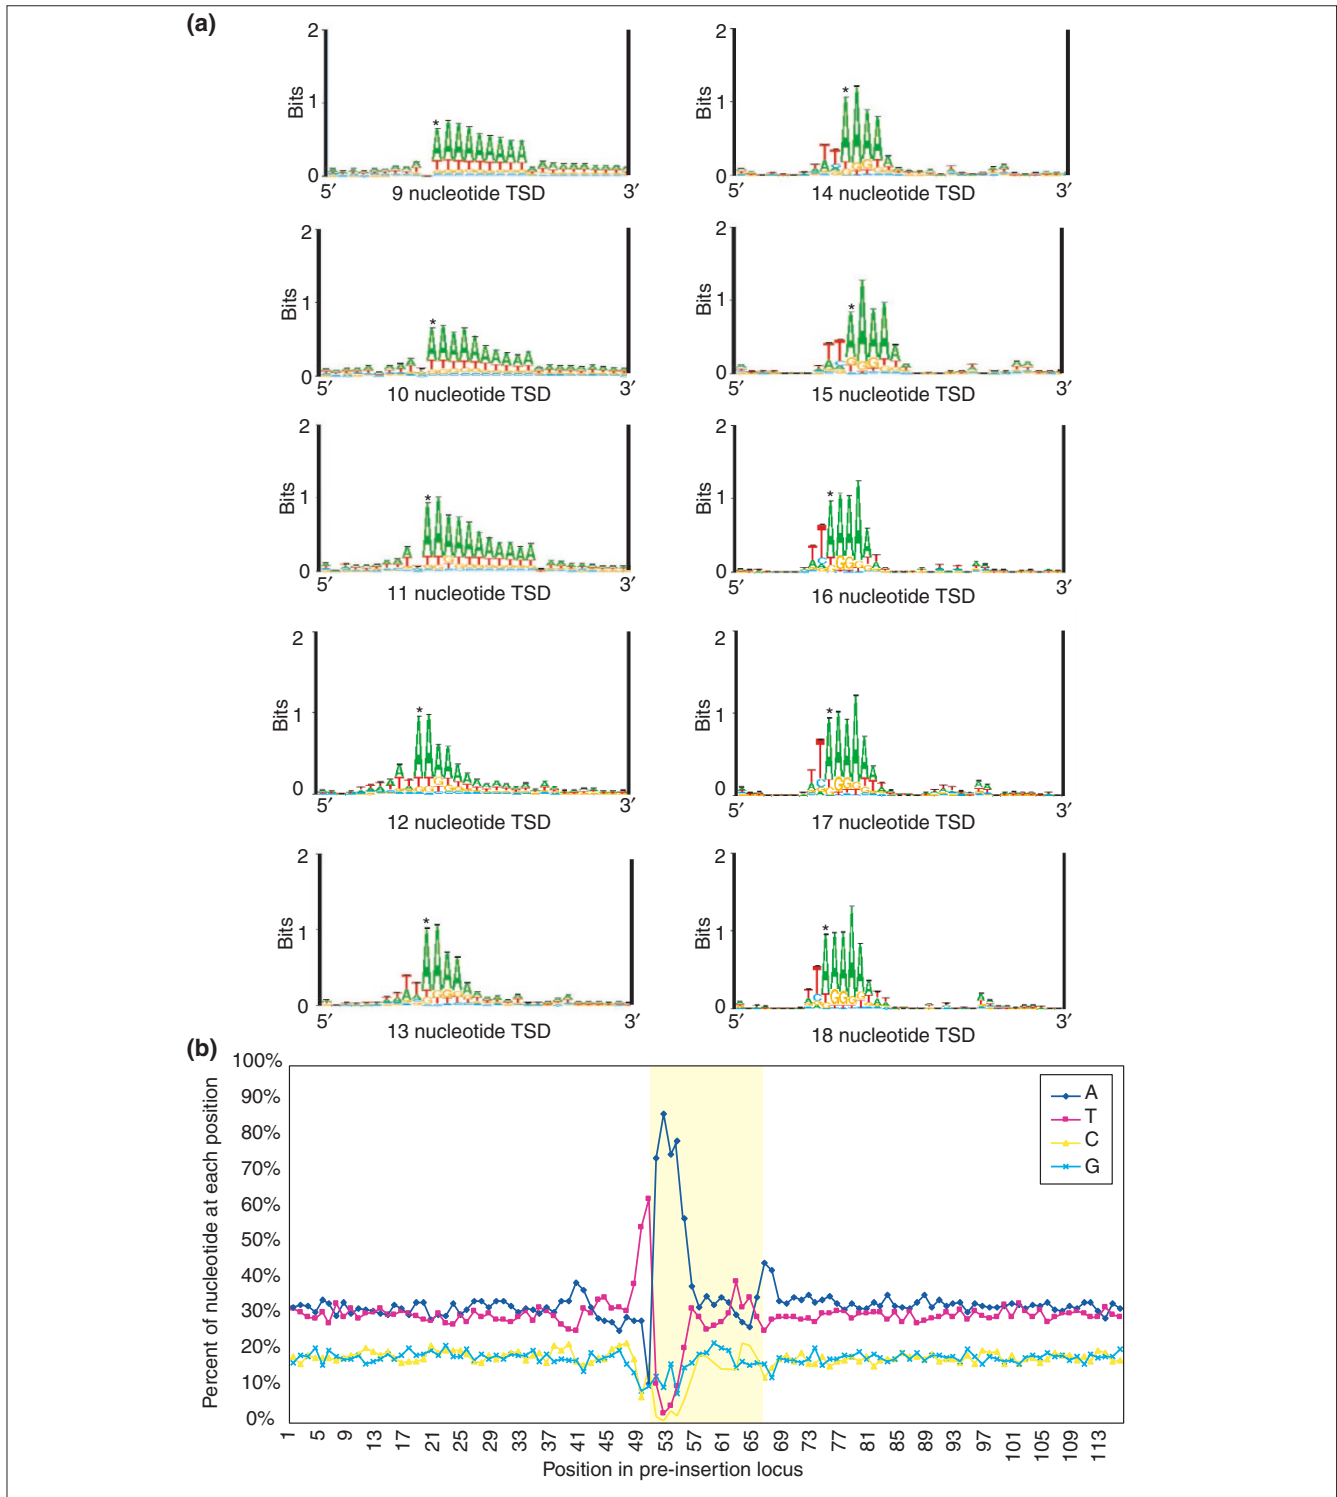 (a)
2
Bits
1
0
5′
3′
9 nucleotide TSD
2
Bits
1
0
5′
3′
14 nucleotide TSD
2
Bits
1
0
5′
3′
10 nucleotide TSD
2
Bits
1
0
5′
3′
15 nucleotide TSD
2
Bits
1
0
5′
3′
11 nucleotide TSD
2
Bits
1
0
5′
3′
16 nucleotide TSD
2
Bits
1
0
5′
3′
12 nucleotide TSD
2
Bits
1
0
5′
3′
17 nucleotide TSD
2
Bits
1
0
5′
3′
13 nucleotide TSD
2
Bits
1
0
5′
3′
18 nucleotide TSD
(b)
Percent of nucleotide at each position
100%
90%
80%
70%
60%
50%
40%
30%
20%
10%
0%
A
T
C
G
1 5 9 13 17 21 25 29 33 37 41 45 49 53 57 61 65 69 73 77 81 85 89 93 97 101 105 109 113
Position in pre-insertion locus